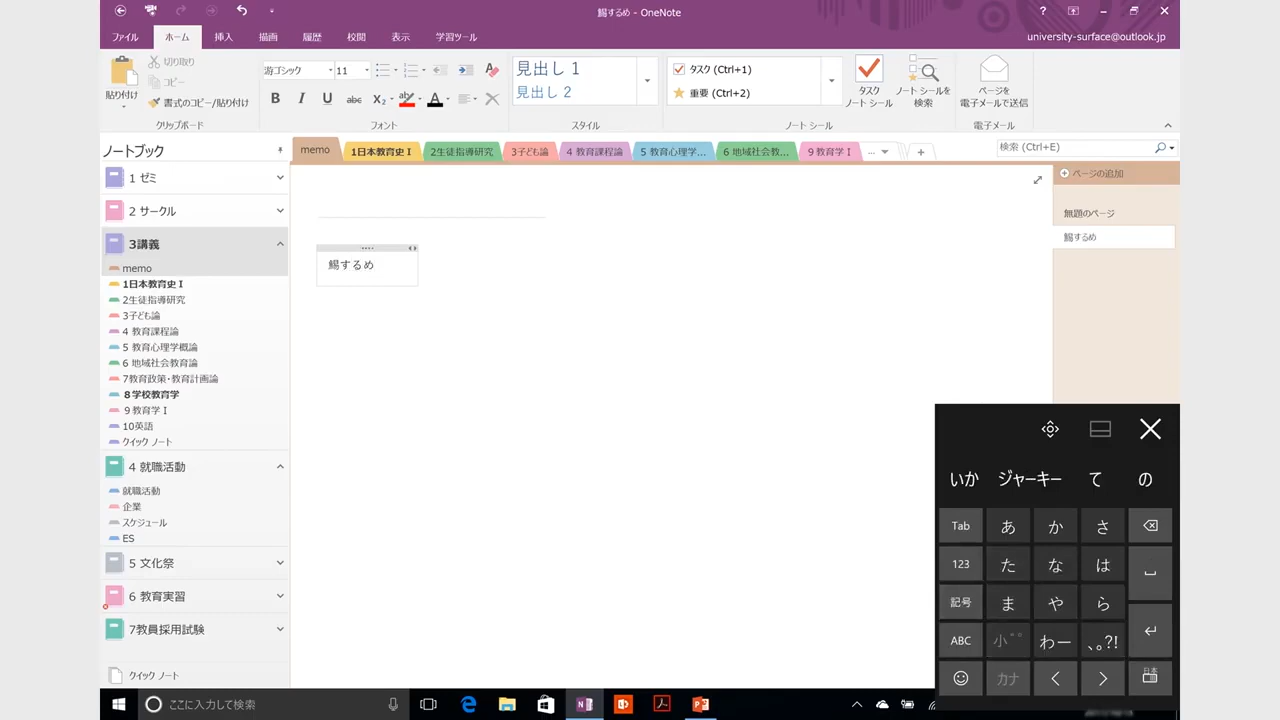 鯣するめ - OneNote
?
ファイル
ホーム
挿入
描画
履歴
校閲
表示
学習ツール
university-surface@outlook.jp
貼り付け
切り取り
コピー
書式のコピー/貼り付け
クリップボード
游ゴシック
11
B I U abc X₂ A
フォント
見出し 1
見出し 2
スタイル
タスク (Ctrl+1)
重要 (Ctrl+2)
タスク
ノート シール
ノート シールを
検索
ノート シール
ページを
電子メールで送信
電子メール
ノートブック
memo
1日本教育史Ⅰ
2生徒指導研究
3子ども論
4 教育課程論
5 教育心理学...
6 地域社会教...
9 教育学Ⅰ
...
+
検索 (Ctrl+E)
1 ゼミ
2 サークル
3講義
memo
1日本教育史Ⅰ
2生徒指導研究
3子ども論
4 教育課程論
5 教育心理学概論
6 地域社会教育論
7教育政策・教育計画論
8学校教育学
9教育学Ⅰ
10英語
クイック ノート
4 就職活動
就職活動
企業
スケジュール
ES
5 文化祭
6 教育実習
7教員採用試験
クイック ノート
鯣するめ
ページの追加
無題のページ
鯣するめ
いか ジャーキー て の
Tab あ か さ
123 た な は
記号 ま や ら
ABC 小゛゜ わー 、。?!
カナ < > 日本
ここに入力して検索